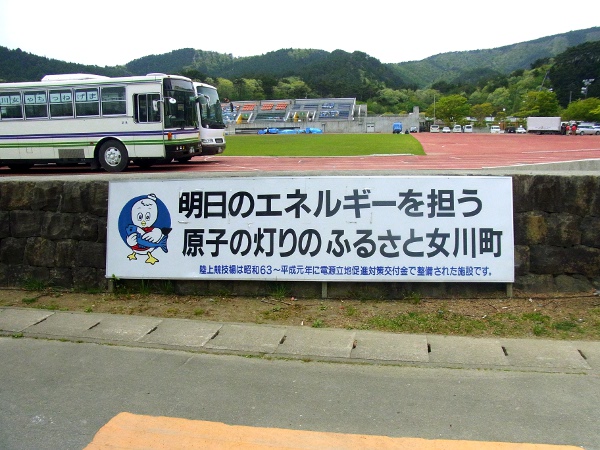 明日のエネルギーを担う
原子の灯りのふるさと女川町
陸上競技場は昭和63〜平成元年に電源立地促進対策交付金で整備された施設です。